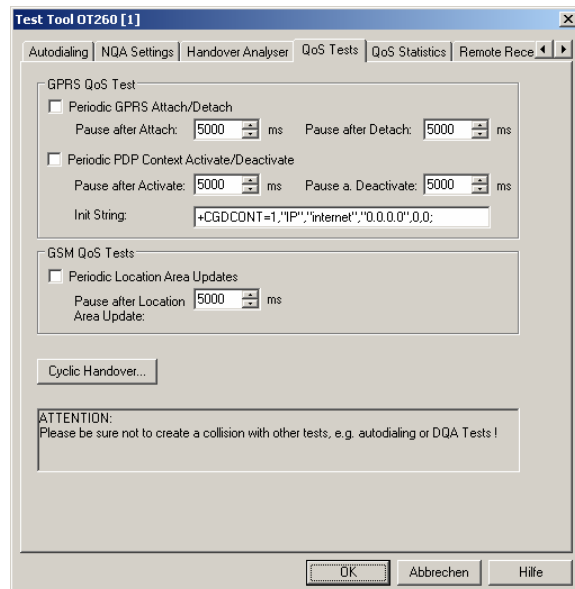 Test Tool OT260 [1]
Autodialing NQA Settings Handover Analyser QoS Tests QoS Statistics Remote Rece
GPRS QoS Test
Periodic GPRS Attach/Detach
Pause after Attach: 5000 ms Pause after Detach: 5000 ms
Periodic PDP Context Activate/Deactivate
Pause after Activate: 5000 ms Pause a. Deactivate: 5000 ms
Init String: +CGDCONT=1,"IP","internet","0.0.0.0",0,0;
GSM QoS Tests
Periodic Location Area Updates
Pause after Location 5000 ms
Area Update:
Cyclic Handover...
ATTENTION:
Please be sure not to create a collision with other tests, e.g. autodialing or DQA Tests !
OK Abbrechen Hilfe